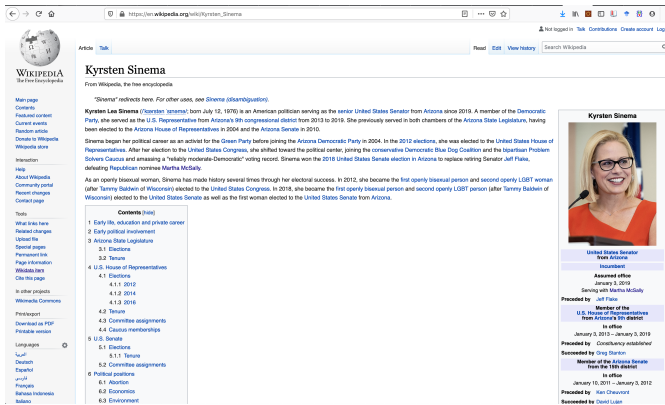 https://en.wikipedia.org/wiki/Kyrsten_Sinema
Not logged in Talk Contributions Create account Log
Article Talk
Read Edit View history Search Wikipedia
WIKIPEDIA
The Free Encyclopedia
Main page
Contents
Featured content
Current events
Random article
Donate to Wikipedia
Wikipedia store
Interaction
Help
About Wikipedia
Community portal
Recent changes
Contact page
Tools
What links here
Related changes
Upload file
Special pages
Permanent link
Page information
Wikidata item
Cite this page
In other projects
Wikimedia Commons
Print/export
Download as PDF
Printable version
Languages
العربية
Deutsch
Español
فارسی
Français
Bahasa Indonesia
Italiano
Kyrsten Sinema
From Wikipedia, the free encyclopedia
"Sinema" redirects here. For other uses, see Sinema (disambiguation).
Kyrsten Lea Sinema (/ˈkɪərstən ˈsɪnəmə/; born July 12, 1976) is an American politician serving as the senior United States Senator from Arizona since 2019. A member of the Democratic
Party, she served as the U.S. Representative from Arizona's 9th congressional district from 2013 to 2019. She previously served in both chambers of the Arizona State Legislature, having
been elected to the Arizona House of Representatives in 2004 and the Arizona Senate in 2010.
Sinema began her political career as an activist for the Green Party before joining the Arizona Democratic Party in 2004. In the 2012 elections, she was elected to the United States House of
Representatives. After her election to the United States Congress, she shifted toward the political center, joining the conservative Democratic Blue Dog Coalition and the bipartisan Problem
Solvers Caucus and amassing a "reliably moderate-Democratic" voting record. Sinema won the 2018 United States Senate election in Arizona to replace retiring Senator Jeff Flake,
defeating Republican nominee Martha McSally.
As an openly bisexual woman, Sinema has made history several times through her electoral success. In 2012, she became the first openly bisexual person and second openly LGBT woman
(after Tammy Baldwin of Wisconsin) elected to the United States Congress. In 2018, she became the first openly bisexual person and second openly LGBT person (after Tammy Baldwin of
Wisconsin) elected to the United States Senate as well as the first woman elected to the United States Senate from Arizona.
Contents [hide]
1 Early life, education and private career
2 Early political involvement
3 Arizona State Legislature
3.1 Elections
3.2 Tenure
4 U.S. House of Representatives
4.1 Elections
4.1.1 2012
4.1.2 2014
4.1.3 2016
4.2 Tenure
4.3 Committee assignments
4.4 Caucus memberships
5 U.S. Senate
5.1 Elections
5.1.1 Tenure
5.2 Committee assignments
6 Political positions
6.1 Abortion
6.2 Economics
6.3 Environment
Kyrsten Sinema
United States Senator
from Arizona
Incumbent
Assumed office
January 3, 2019
Serving with Martha McSally
Preceded by Jeff Flake
Member of the
U.S. House of Representatives
from Arizona's 9th district
In office
January 3, 2013 – January 3, 2019
Preceded by Constituency established
Succeeded by Greg Stanton
Member of the Arizona Senate
from the 15th district
In office
January 10, 2011 – January 3, 2012
Preceded by Ken Cheuvront
Succeeded by David Lujan